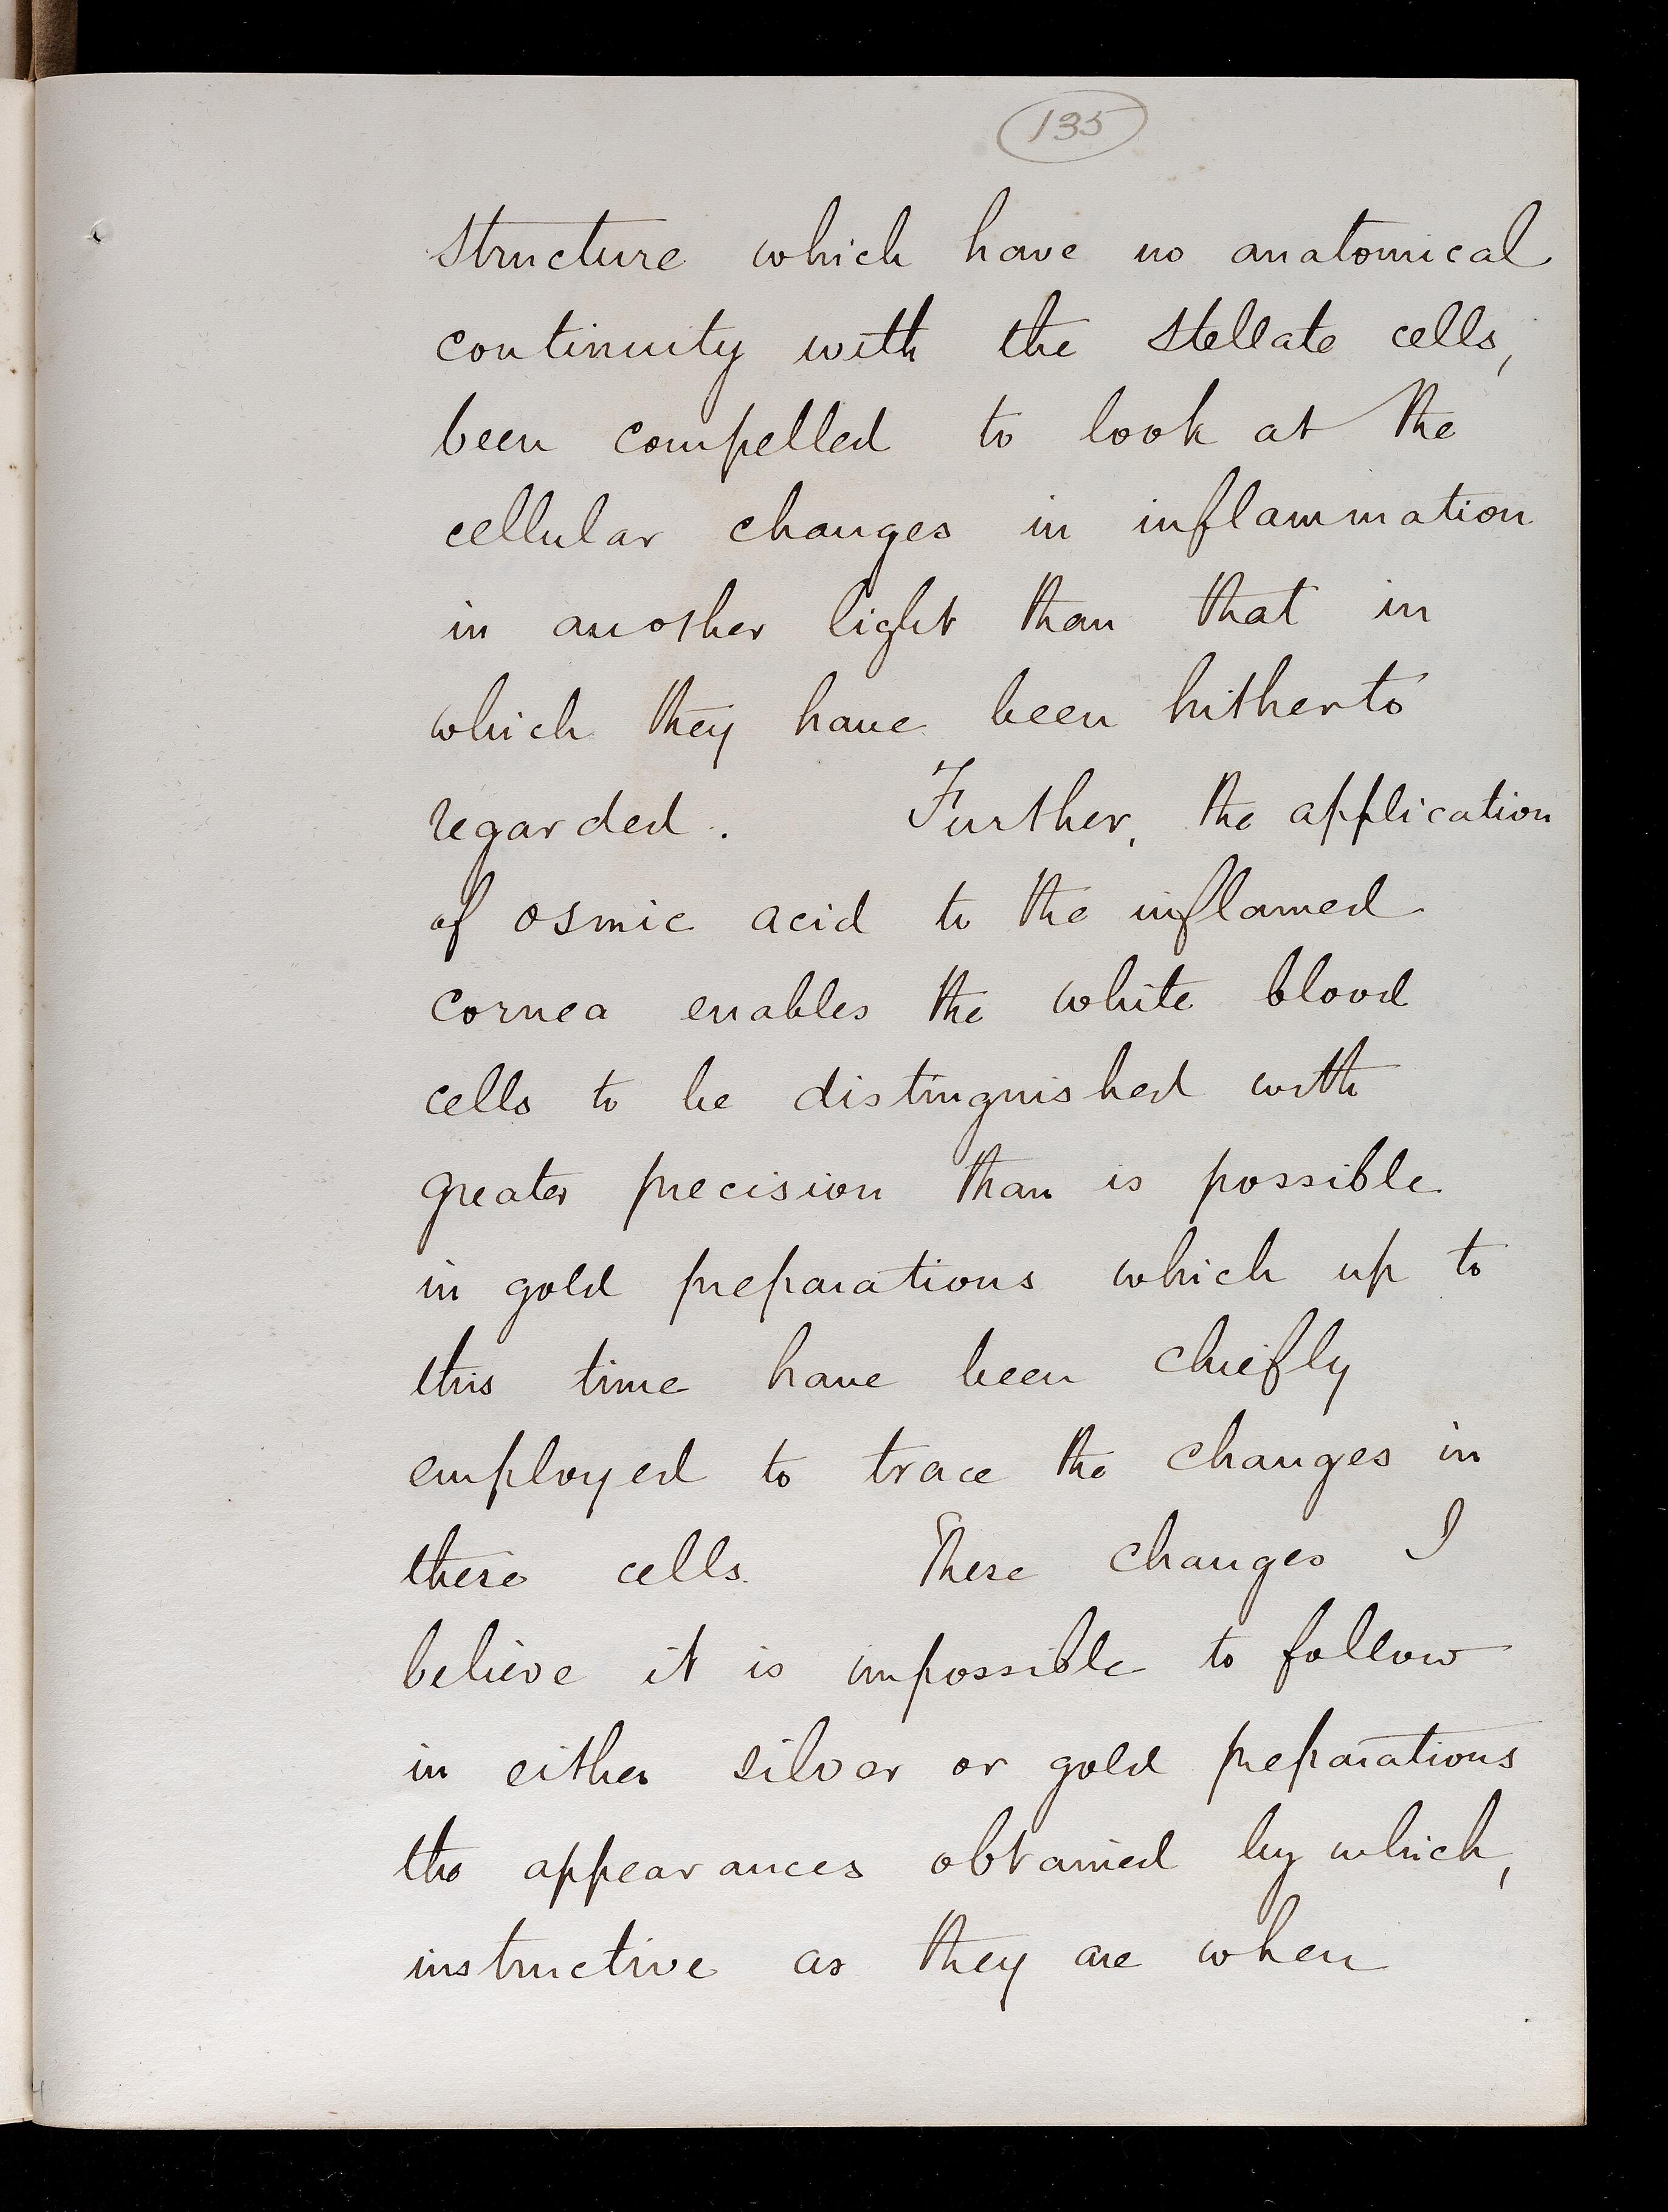 135
structure which have no anatomical
continuity with the stellate cells,
been compelled to look at the
cellular changes in inflammation
in another light than that in
which they have been hitherto
regarded. Further, the application
of osmic acid to the inflamed
cornea enables the white blood
cells to be distinguished with
greater precision than is possible
in gold preparations which up to
this time have been chiefly
employed to trace the changes in
these cells. These changes I
believe it is impossible to follow
in either silver or gold preparations
the appearances obtained by which,
instructive as they are when